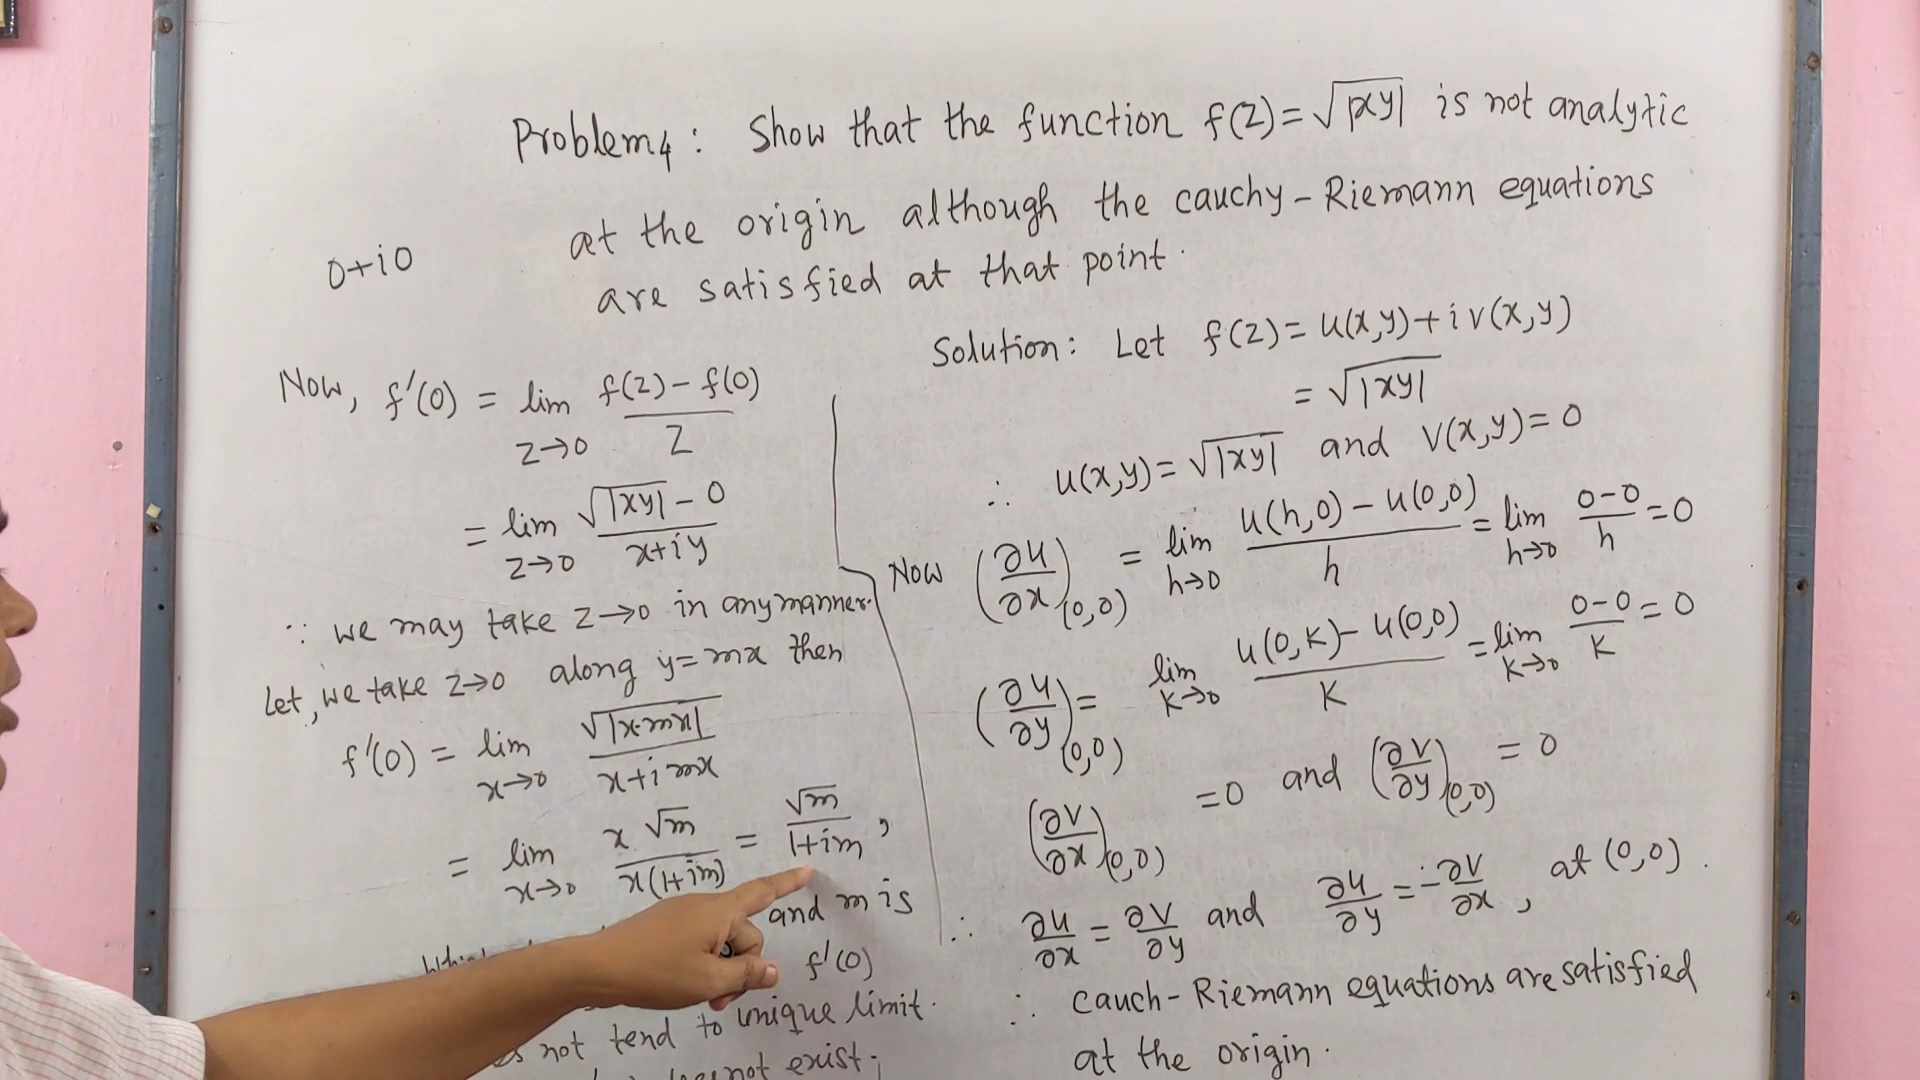 Problem 4 : Show that the function f(z) = √|xy| is not analytic
at the origin although the cauchy - Riemann equations
are satisfied at that point.
0+i0
Solution : Let f(z) = u(x,y) + i v(x,y)
= √|xy|
∴ u(x,y) = √|xy| and v(x,y) = 0
Now (∂u/∂x)(0,0) = lim h→0 u(h,0) - u(0,0)/h = lim h→0 0-0/h = 0
(∂u/∂y)(0,0) = lim k→0 u(0,k) - u(0,0)/k = lim k→0 0-0/k = 0
(∂v/∂x)(0,0) = 0 and (∂v/∂y)(0,0) = 0
∴ ∂u/∂x = ∂v/∂y and ∂u/∂y = -∂v/∂x , at (0,0) .
∴ cauch - Riemann equations are satisfied
at the origin .
Now, f'(0) = lim z→0 f(z) - f(0)/z
= lim z→0 √|xy| - 0/x+iy
∵ we may take z→0 in any manner.
Let, we take z→0 along y = mx then
f'(0) = lim x→0 √|x·mx|/x+imx
= lim x→0 x √m/x(1+im) = √m/1+im ,
and m is
f'(0)
not tend to unique limit.
not exist ;